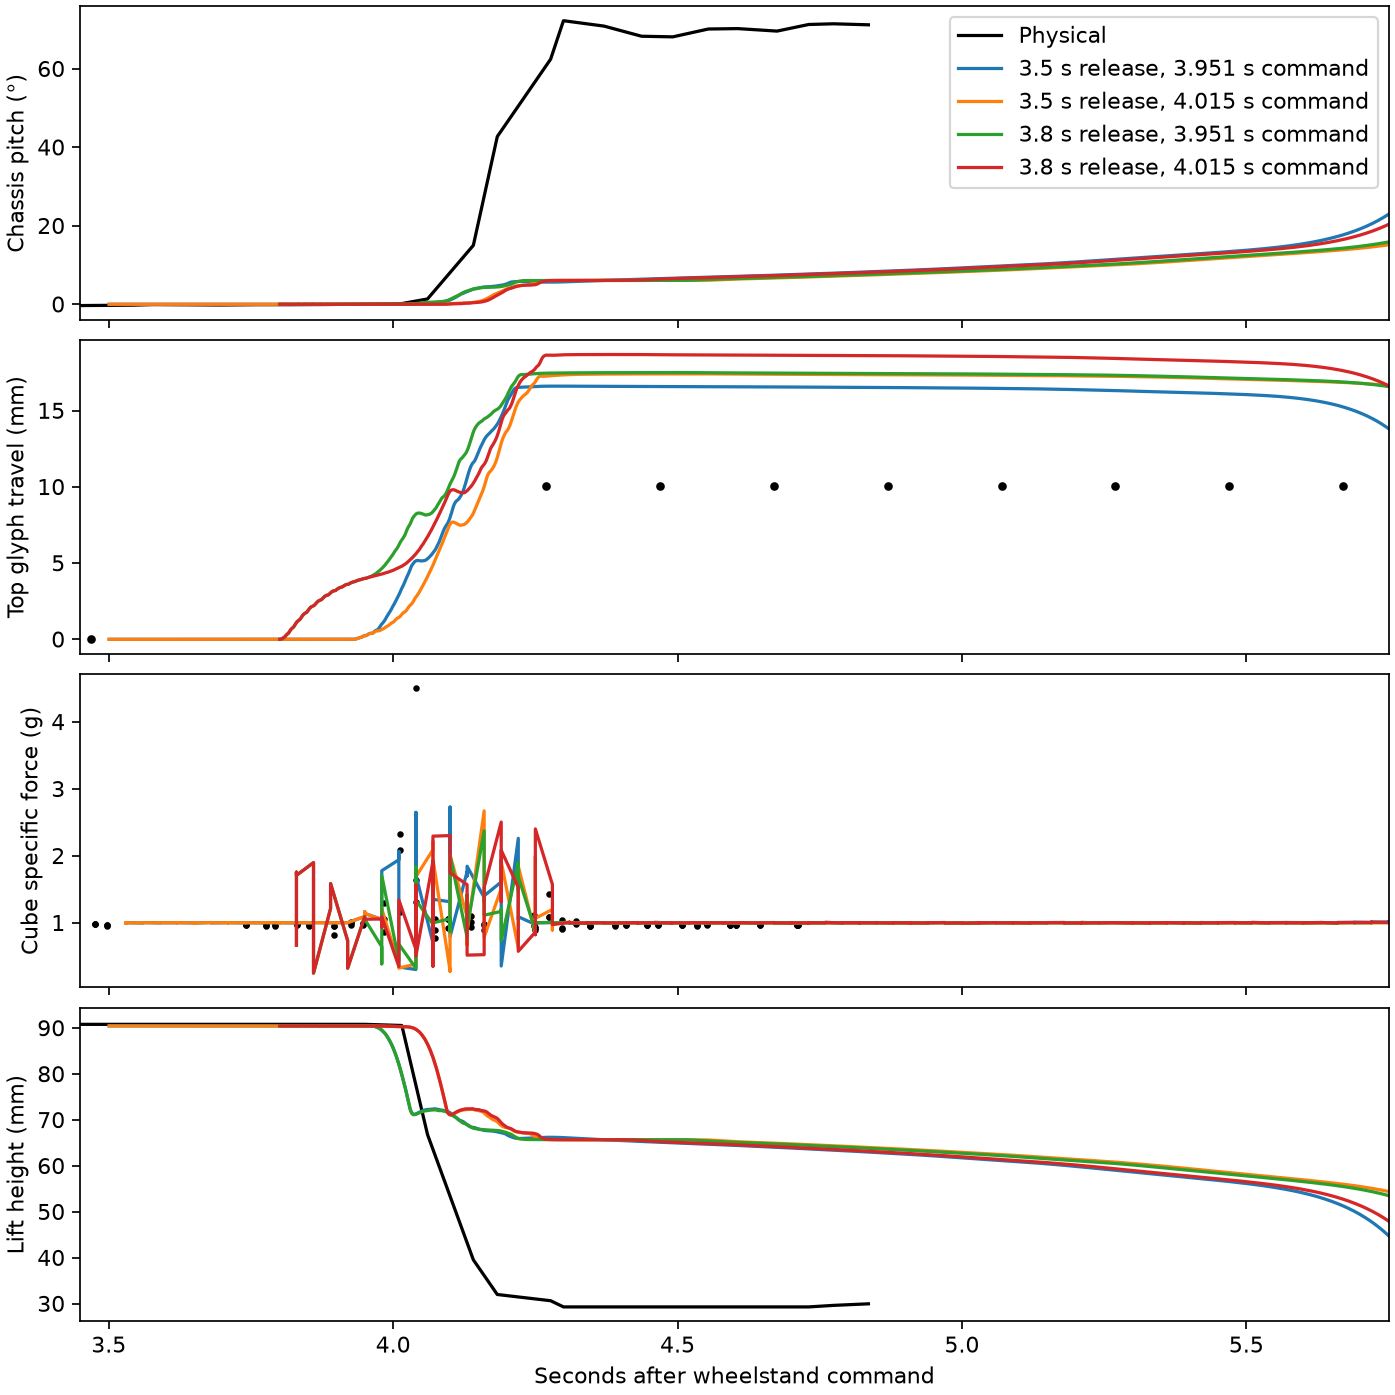 Chassis pitch (°)
60
40
20
0
Physical
3.5 s release, 3.951 s command
3.5 s release, 4.015 s command
3.8 s release, 3.951 s command
3.8 s release, 4.015 s command
Top glyph travel (mm)
15
10
5
0
Cube specific force (g)
4
3
2
1
Lift height (mm)
90
80
70
60
50
40
30
3.5 4.0 4.5 5.0 5.5
Seconds after wheelstand command